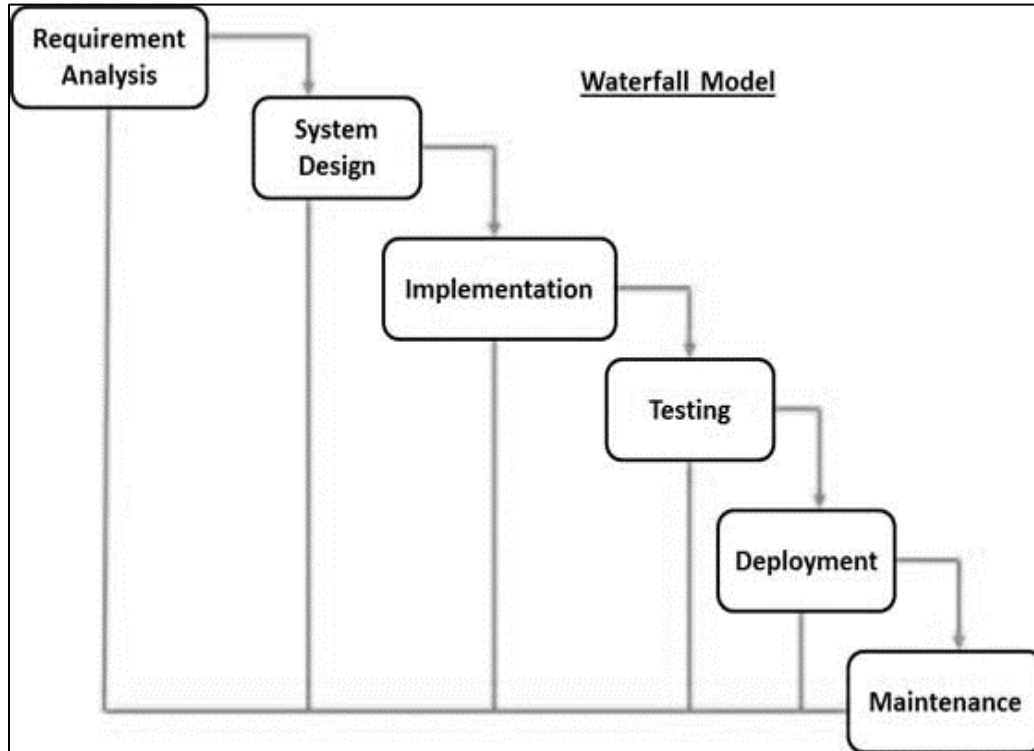 Requirement
Analysis
Waterfall Model
System
Design
Implementation
Testing
Deployment
Maintenance